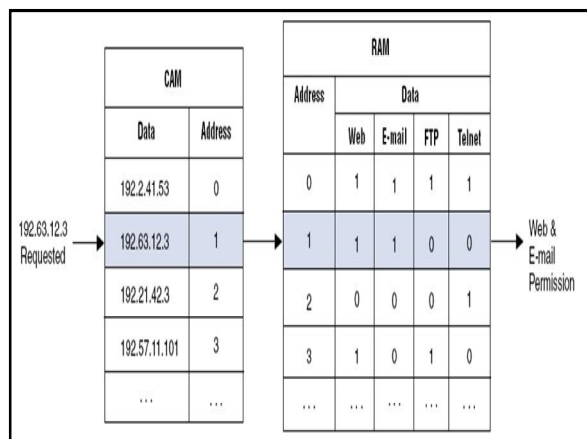 CAM
Data Address
192.2.41.53 0
192.63.12.3 1
192.21.42.3 2
192.57.11.101 3
... ...
192.63.12.3
Requested
RAM
Address Data
Web E-mail FTP Telnet
0 1 1 1 1
1 1 1 0 0
2 0 0 0 1
3 1 0 1 0
... ... ... ... ...
Web &
E-mail
Permission